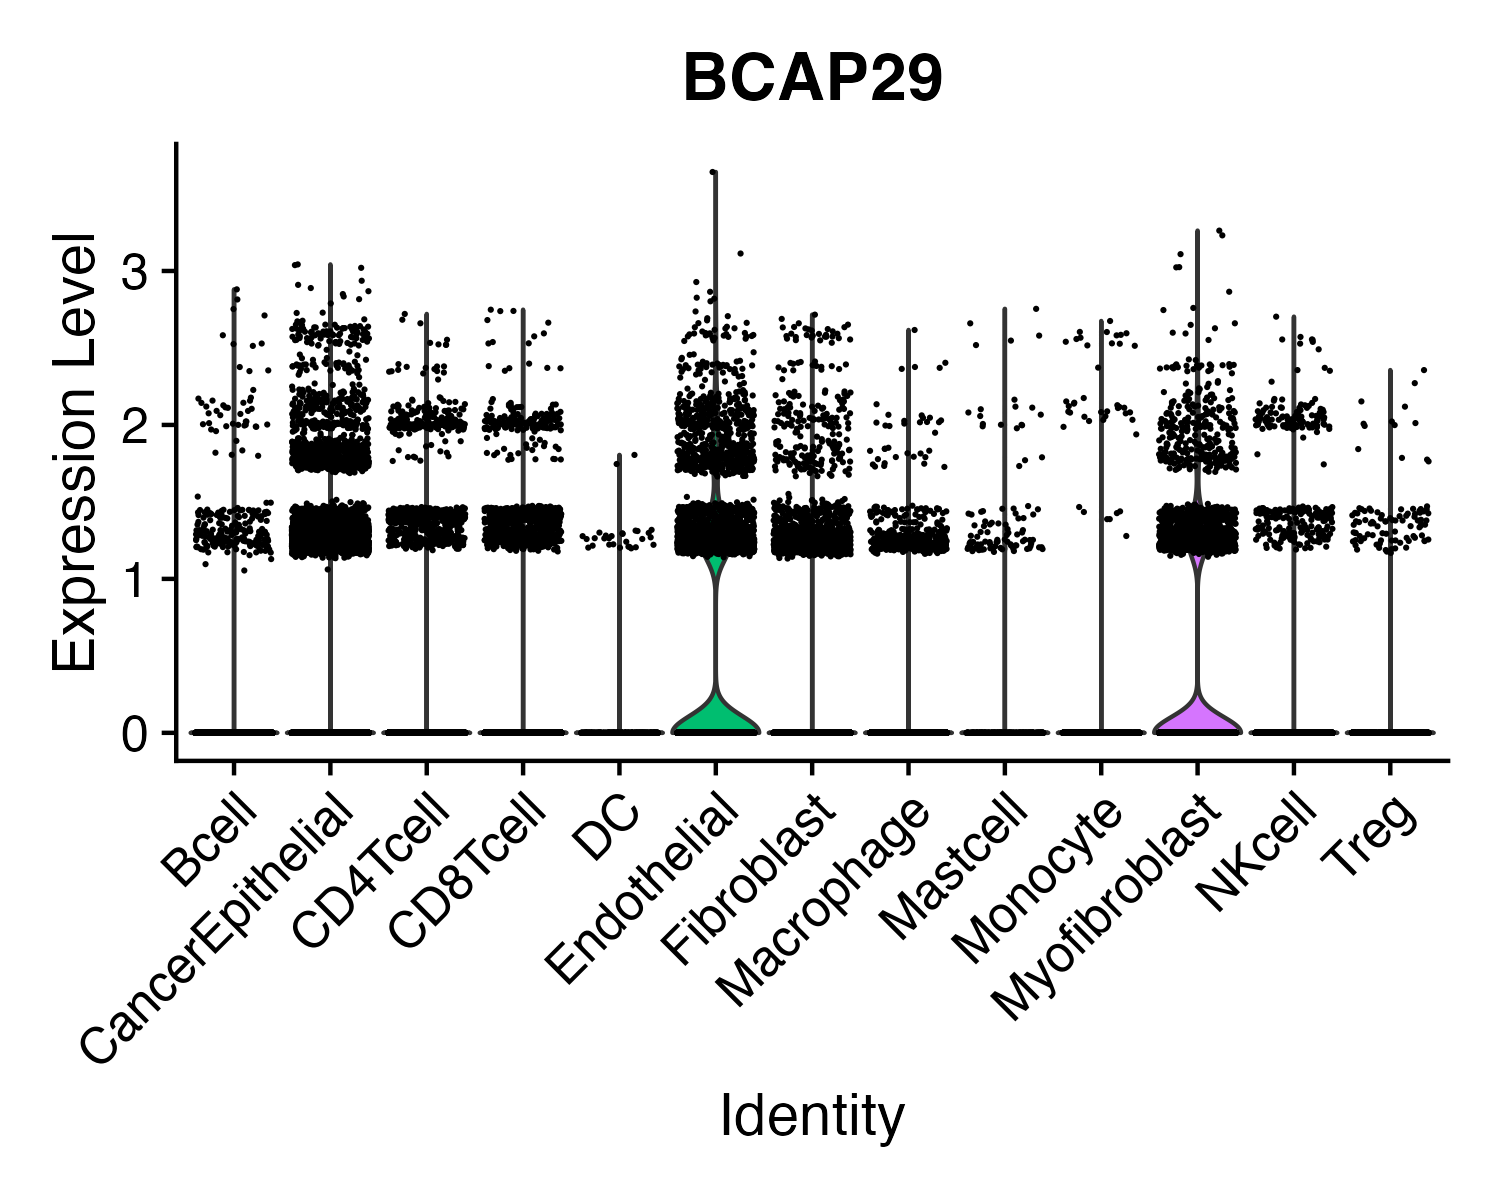 BCAP29
Expression Level
3
2
1
0
Bcell
CancerEpithelial
CD4Tcell
CD8Tcell
DC
Endothelial
Fibroblast
Macrophage
Mastcell
Monocyte
Myofibroblast
NKcell
Treg
Identity